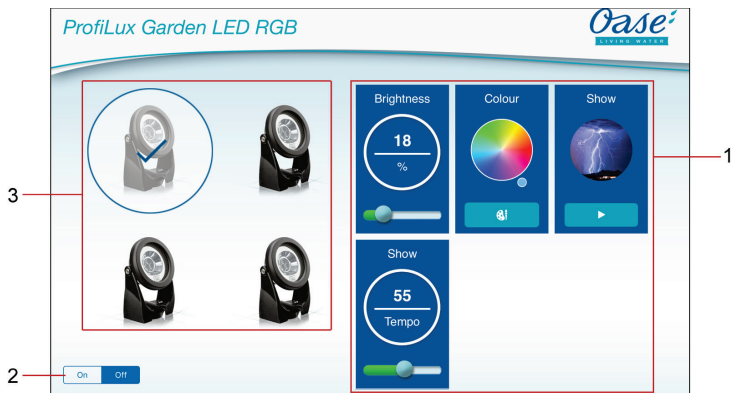 ProfiLux Garden LED RGB
Oase
LIVING WATER
Brightness
18
%
Colour
Show
1
3
Show
55
Tempo
2
On Off